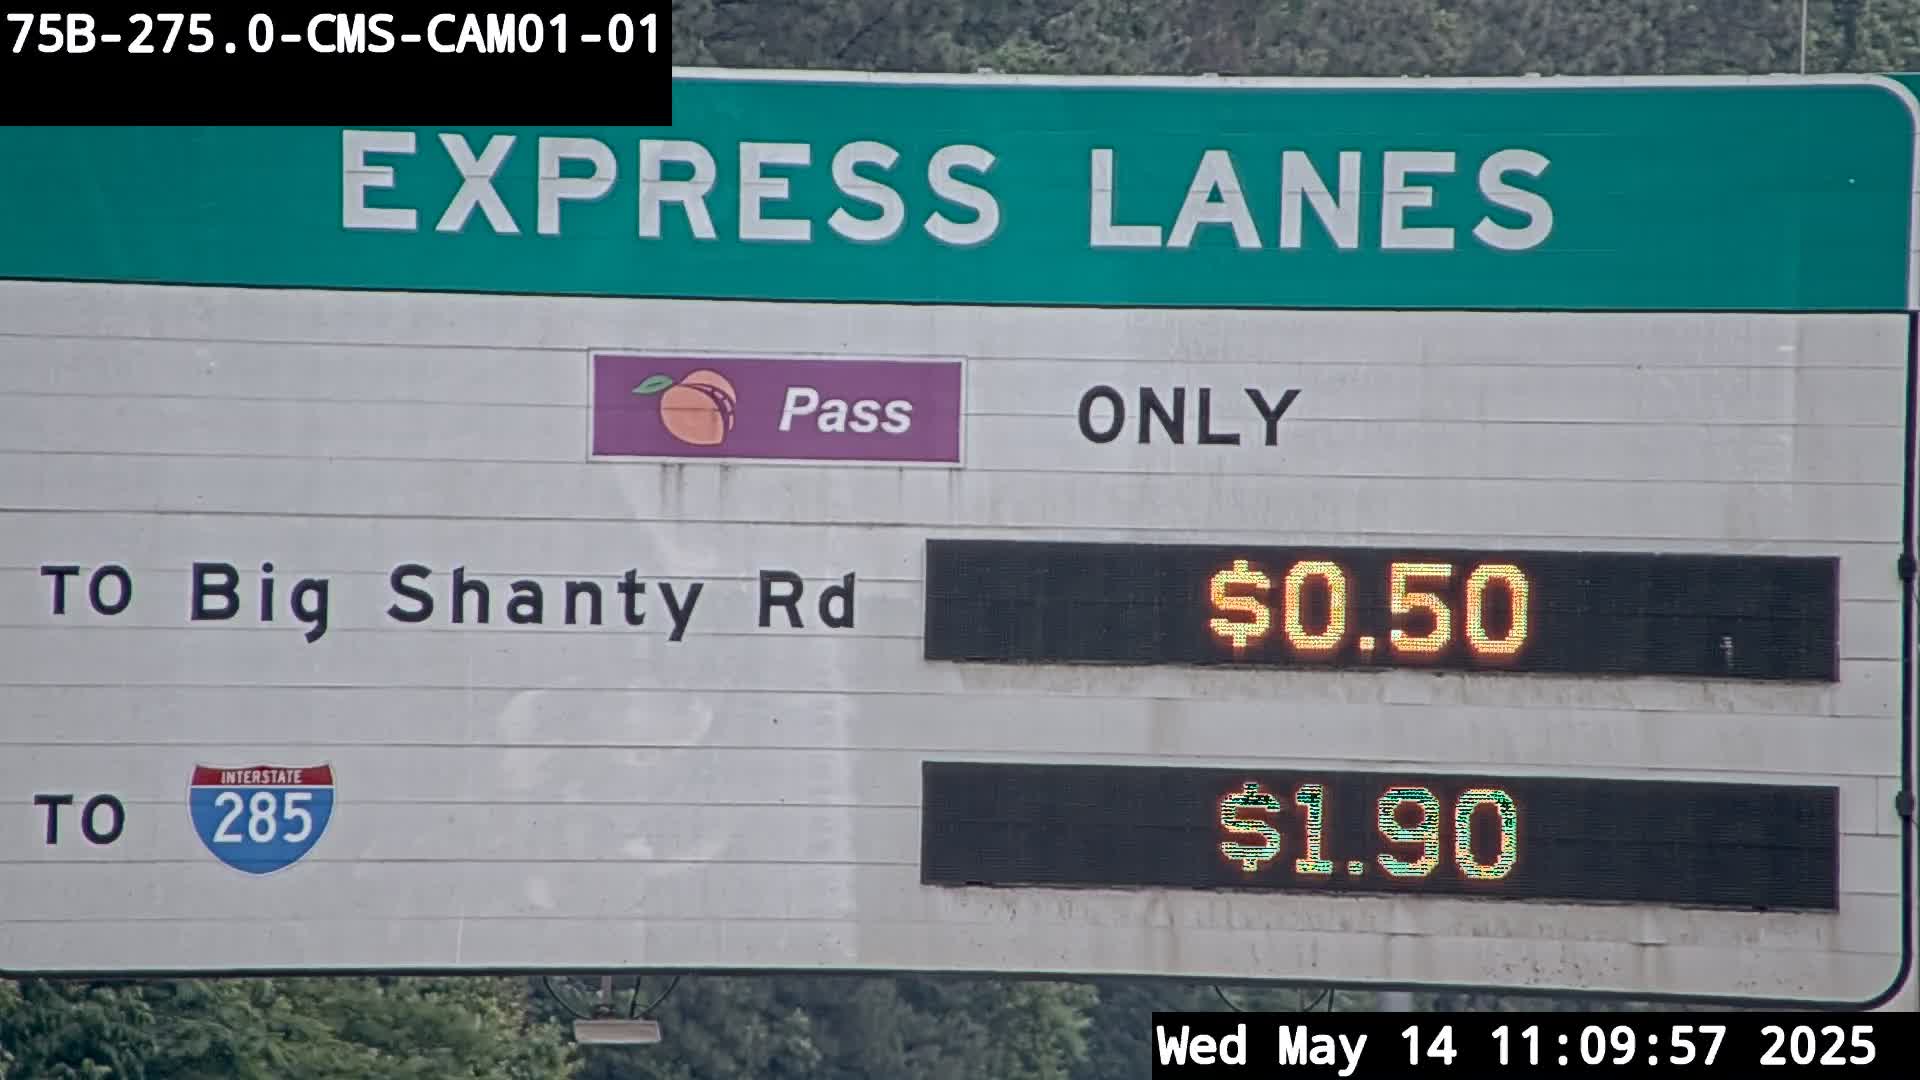 75B-275.0-CMS-CAM01-01
EXPRESS LANES
Pass ONLY
TO Big Shanty Rd $0.50
TO INTERSTATE 285 $1.90
Wed May 14 11:09:57 2025